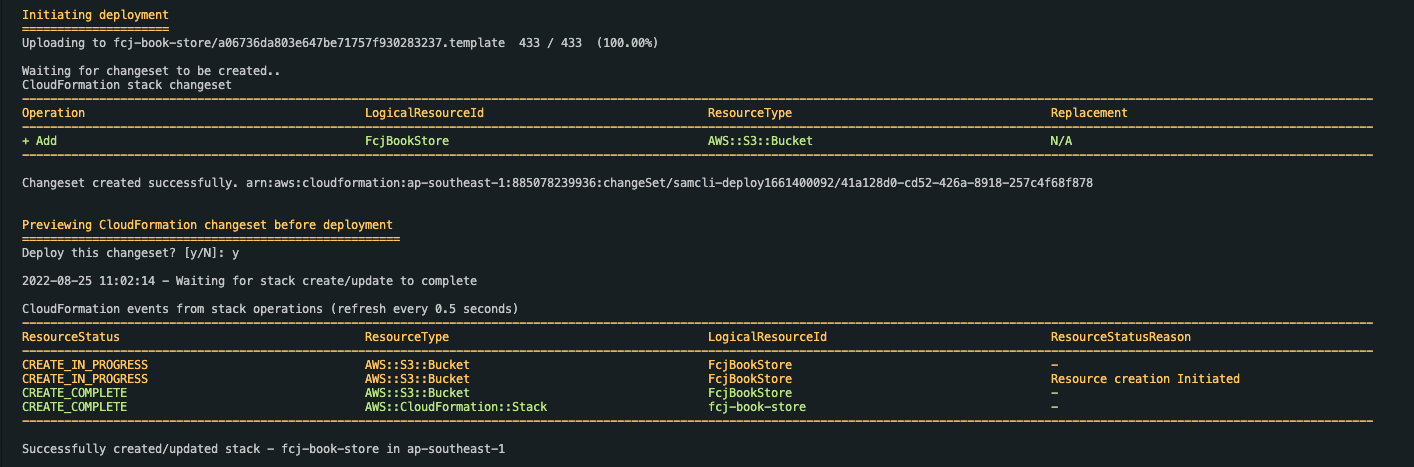 Initiating deployment
=====================
Uploading to fcj-book-store/a06736da803e647be71757f930283237.template  433 / 433  (100.00%)
Waiting for changeset to be created..
CloudFormation stack changeset
Operation LogicalResourceId ResourceType Replacement
+ Add FcjBookStore AWS::S3::Bucket N/A
Changeset created successfully. arn:aws:cloudformation:ap-southeast-1:885078239936:changeSet/samcli-deploy1661400092/41a128d0-cd52-426a-8918-257c4f68f878
Previewing CloudFormation changeset before deployment
======================================================
Deploy this changeset? [y/N]: y
2022-08-25 11:02:14 - Waiting for stack create/update to complete
CloudFormation events from stack operations (refresh every 0.5 seconds)
ResourceStatus ResourceType LogicalResourceId ResourceStatusReason
CREATE_IN_PROGRESS AWS::S3::Bucket FcjBookStore -
CREATE_IN_PROGRESS AWS::S3::Bucket FcjBookStore Resource creation Initiated
CREATE_COMPLETE AWS::S3::Bucket FcjBookStore -
CREATE_COMPLETE AWS::CloudFormation::Stack fcj-book-store -
Successfully created/updated stack - fcj-book-store in ap-southeast-1